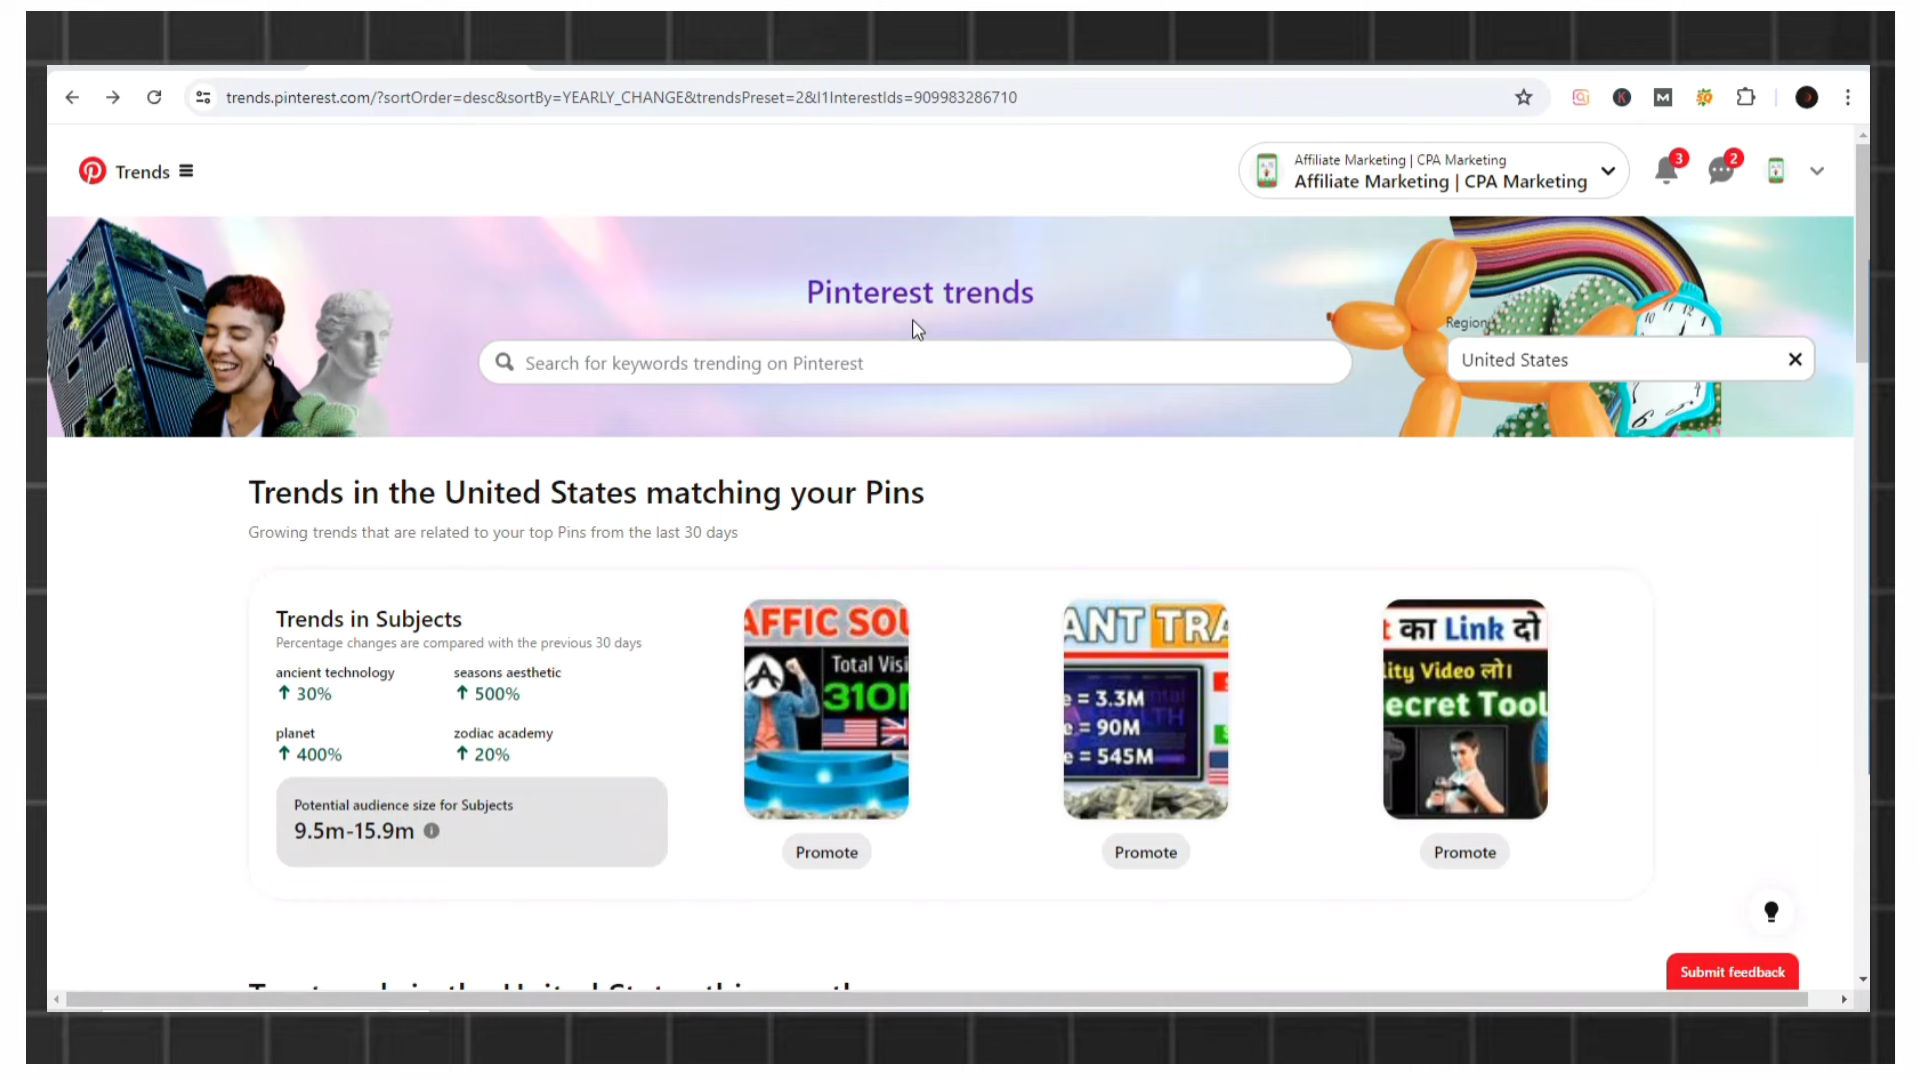 trends.pinterest.com/?sortOrder=desc&sortBy=YEARLY_CHANGE&trendsPreset=2&l1InterestIds=909983286710
Trends
Affiliate Marketing | CPA Marketing
Affiliate Marketing | CPA Marketing
3
2
Pinterest trends
Region
Search for keywords trending on Pinterest
United States
Trends in the United States matching your Pins
Growing trends that are related to your top Pins from the last 30 days
Trends in Subjects
Percentage changes are compared with the previous 30 days
ancient technology
30%
seasons aesthetic
500%
planet
400%
zodiac academy
20%
Potential audience size for Subjects
9.5m-15.9m
AFFIC SOU
Total Visi
310
Promote
ANT TRA
e = 3.3M
e = 90M
e = 545M
Promote
t का Link दो
lity Video लो।
ecret Tool
Promote
Submit feedback